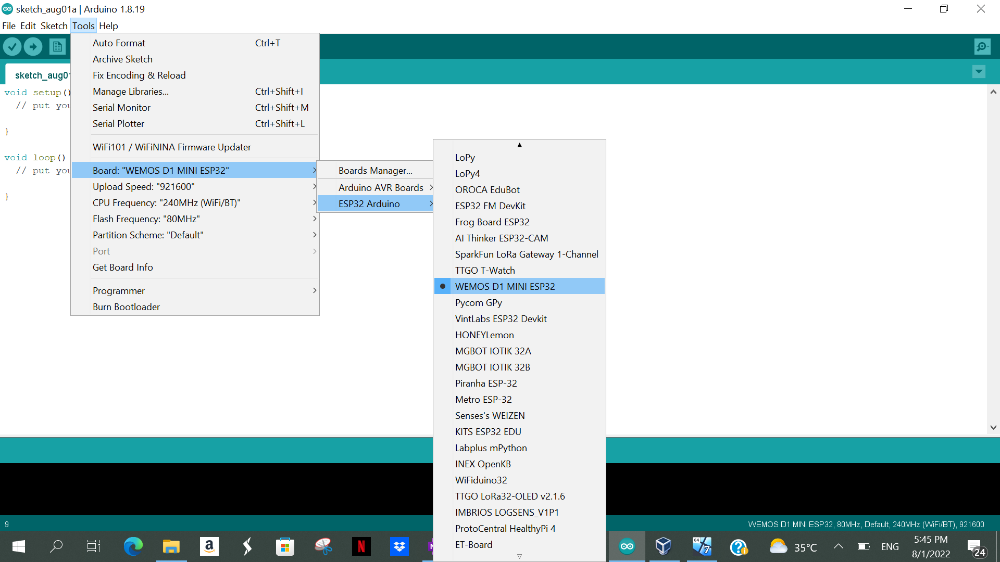 sketch_aug01a | Arduino 1.8.19
File Edit Sketch Tools Help
Auto Format Ctrl+T
Archive Sketch
Fix Encoding & Reload
Manage Libraries... Ctrl+Shift+I
Serial Monitor Ctrl+Shift+M
Serial Plotter Ctrl+Shift+L
WiFi101 / WiFiNINA Firmware Updater
Board: "WEMOS D1 MINI ESP32"
Upload Speed: "921600"
CPU Frequency: "240MHz (WiFi/BT)"
Flash Frequency: "80MHz"
Partition Scheme: "Default"
Port
Get Board Info
Programmer
Burn Bootloader
sketch_aug01
void setup()
// put you
}
void loop()
// put you
}
Boards Manager...
Arduino AVR Boards
ESP32 Arduino
LoPy
LoPy4
OROCA EduBot
ESP32 FM DevKit
Frog Board ESP32
AI Thinker ESP32-CAM
SparkFun LoRa Gateway 1-Channel
TTGO T-Watch
WEMOS D1 MINI ESP32
Pycom GPy
VintLabs ESP32 Devkit
HONEYLemon
MGBOT IOTIK 32A
MGBOT IOTIK 32B
Piranha ESP-32
Metro ESP-32
Senses's WEIZEN
KITS ESP32 EDU
Labplus mPython
INEX OpenKB
WiFiduino32
TTGO LoRa32-OLED v2.1.6
IMBRIOS LOGSENS_V1P1
ProtoCentral HealthyPi 4
ET-Board
9
WEMOS D1 MINI ESP32, 80MHz, Default, 240MHz (WiFi/BT), 921600
a
N
N
64
7
35°C
ENG
5:45 PM
8/1/2022
24